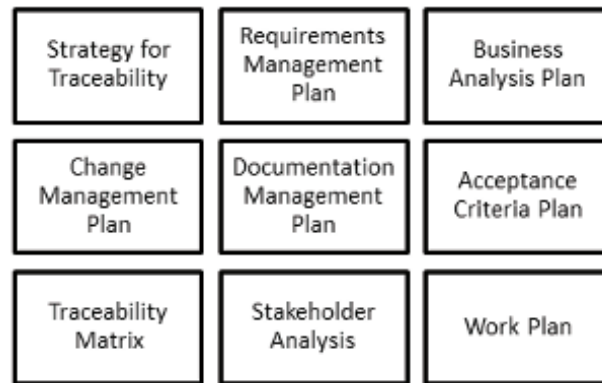 Strategy for
Traceability
Requirements
Management
Plan
Business
Analysis Plan
Change
Management
Plan
Documentation
Management
Plan
Acceptance
Criteria Plan
Traceability
Matrix
Stakeholder
Analysis
Work Plan